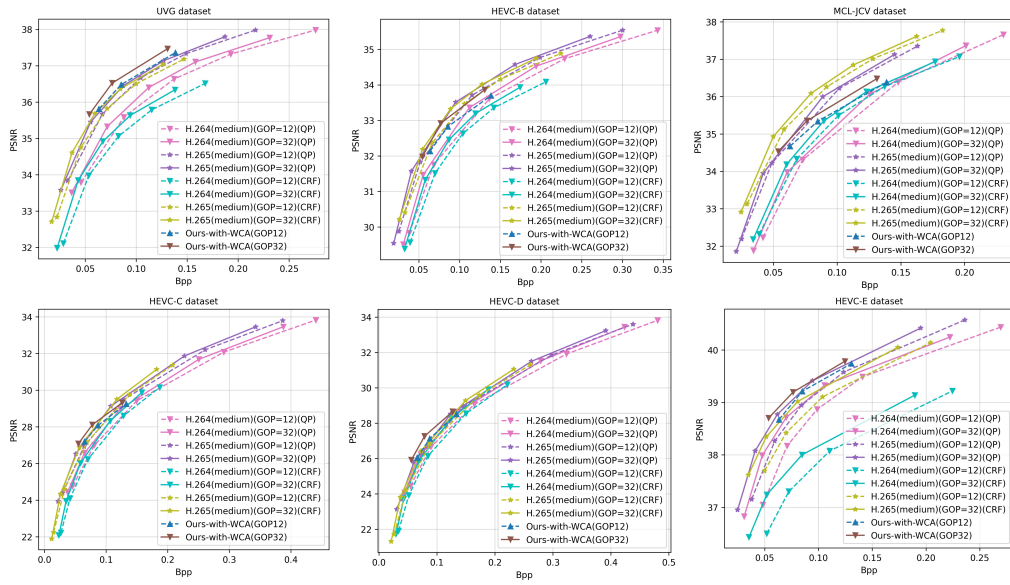 UVG dataset
38
37
36
35
34
33
32
PSNR
0.05
0.10
0.15
0.20
0.25
Bpp
H.264(medium)(GOP=12)(QP)
H.264(medium)(GOP=32)(QP)
H.265(medium)(GOP=12)(QP)
H.265(medium)(GOP=32)(QP)
H.264(medium)(GOP=12)(CRF)
H.264(medium)(GOP=32)(CRF)
H.265(medium)(GOP=12)(CRF)
H.265(medium)(GOP=32)(CRF)
Ours-with-WCA(GOP12)
Ours-with-WCA(GOP32)
HEVC-B dataset
35
34
33
32
31
30
PSNR
0.05
0.10
0.15
0.20
0.25
0.30
0.35
Bpp
H.264(medium)(GOP=12)(QP)
H.264(medium)(GOP=32)(QP)
H.265(medium)(GOP=12)(QP)
H.265(medium)(GOP=32)(QP)
H.264(medium)(GOP=12)(CRF)
H.264(medium)(GOP=32)(CRF)
H.265(medium)(GOP=12)(CRF)
H.265(medium)(GOP=32)(CRF)
Ours-with-WCA(GOP12)
Ours-with-WCA(GOP32)
MCL-JCV dataset
38
37
36
35
34
33
32
PSNR
0.05
0.10
0.15
0.20
Bpp
H.264(medium)(GOP=12)(QP)
H.264(medium)(GOP=32)(QP)
H.265(medium)(GOP=12)(QP)
H.265(medium)(GOP=32)(QP)
H.264(medium)(GOP=12)(CRF)
H.264(medium)(GOP=32)(CRF)
H.265(medium)(GOP=12)(CRF)
H.265(medium)(GOP=32)(CRF)
Ours-with-WCA(GOP12)
Ours-with-WCA(GOP32)
HEVC-C dataset
34
32
30
28
26
24
22
PSNR
0.0
0.1
0.2
0.3
0.4
Bpp
H.264(medium)(GOP=12)(QP)
H.264(medium)(GOP=32)(QP)
H.265(medium)(GOP=12)(QP)
H.265(medium)(GOP=32)(QP)
H.264(medium)(GOP=12)(CRF)
H.264(medium)(GOP=32)(CRF)
H.265(medium)(GOP=12)(CRF)
H.265(medium)(GOP=32)(CRF)
Ours-with-WCA(GOP12)
Ours-with-WCA(GOP32)
HEVC-D dataset
34
32
30
28
26
24
22
PSNR
0.0
0.1
0.2
0.3
0.4
0.5
Bpp
H.264(medium)(GOP=12)(QP)
H.264(medium)(GOP=32)(QP)
H.265(medium)(GOP=12)(QP)
H.265(medium)(GOP=32)(QP)
H.264(medium)(GOP=12)(CRF)
H.264(medium)(GOP=32)(CRF)
H.265(medium)(GOP=12)(CRF)
H.265(medium)(GOP=32)(CRF)
Ours-with-WCA(GOP12)
Ours-with-WCA(GOP32)
HEVC-E dataset
40
39
38
37
PSNR
0.05
0.10
0.15
0.20
0.25
Bpp
H.264(medium)(GOP=12)(QP)
H.264(medium)(GOP=32)(QP)
H.265(medium)(GOP=12)(QP)
H.265(medium)(GOP=32)(QP)
H.264(medium)(GOP=12)(CRF)
H.264(medium)(GOP=32)(CRF)
H.265(medium)(GOP=12)(CRF)
H.265(medium)(GOP=32)(CRF)
Ours-with-WCA(GOP12)
Ours-with-WCA(GOP32)